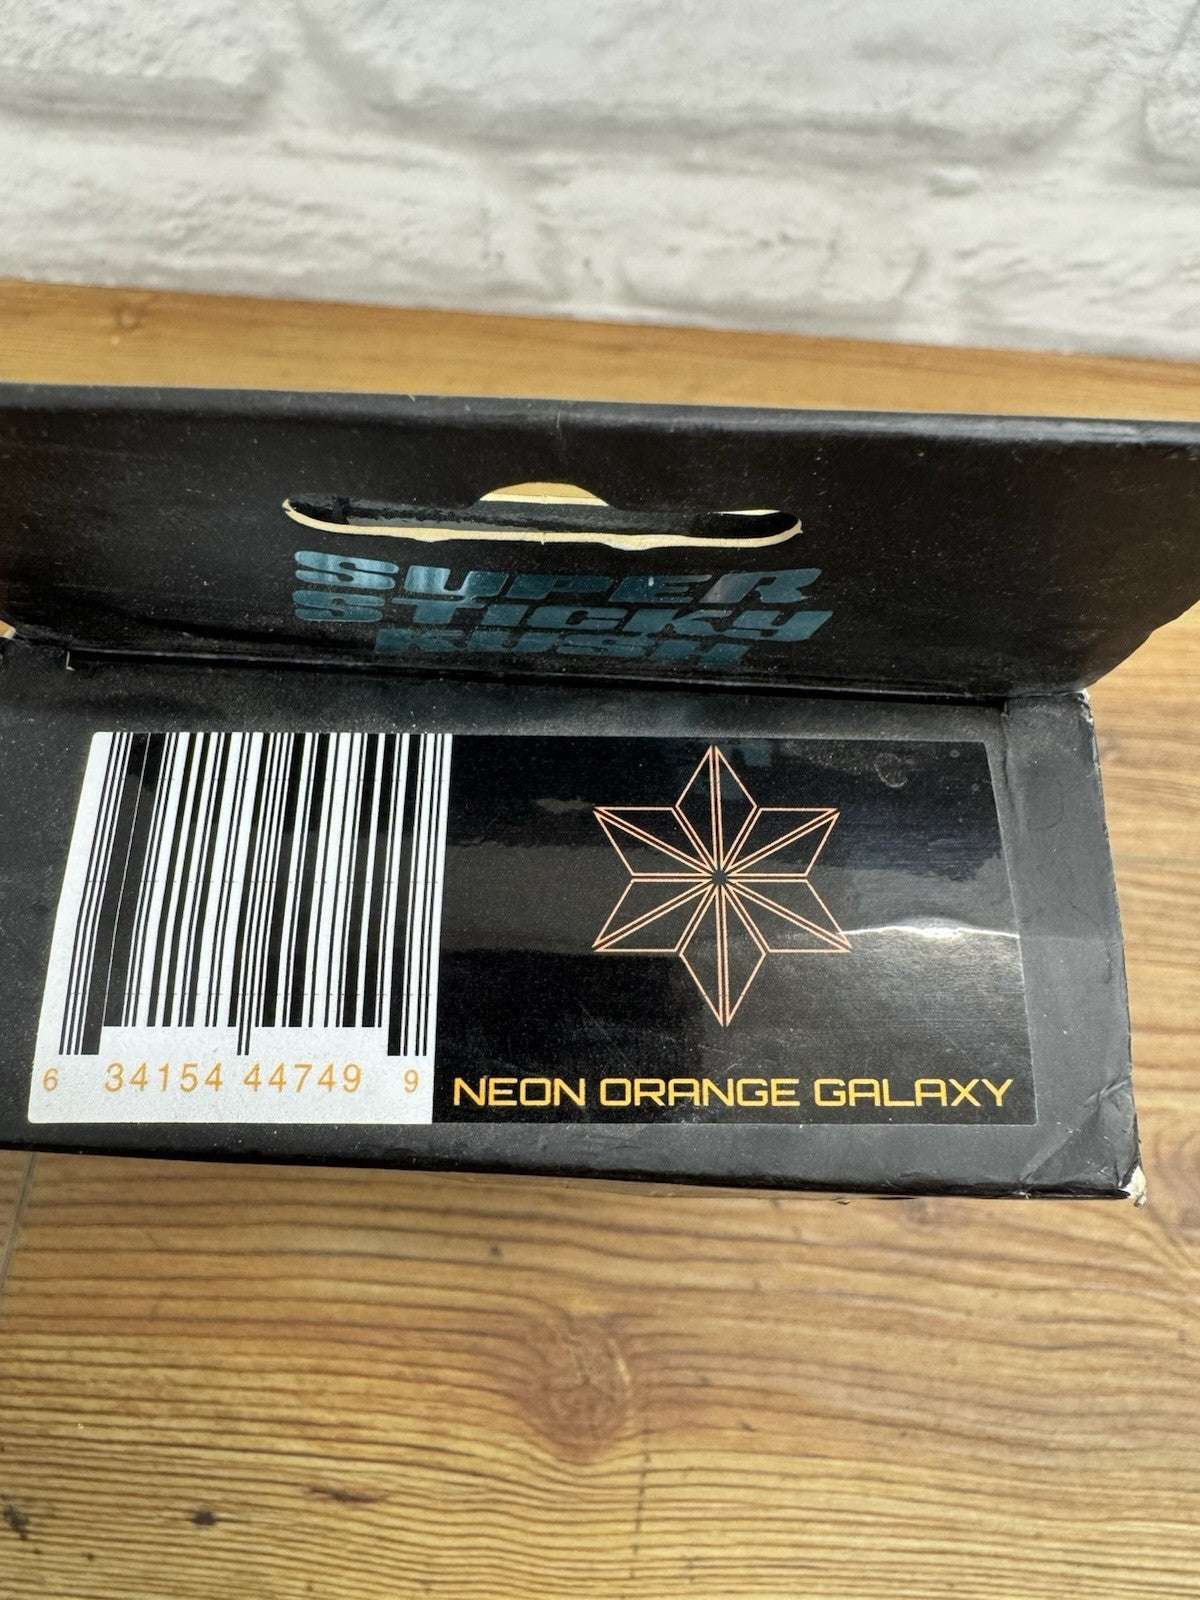 SUPER
STICKY
KUSH
6 34154 44749 9
NEON ORANGE GALAXY